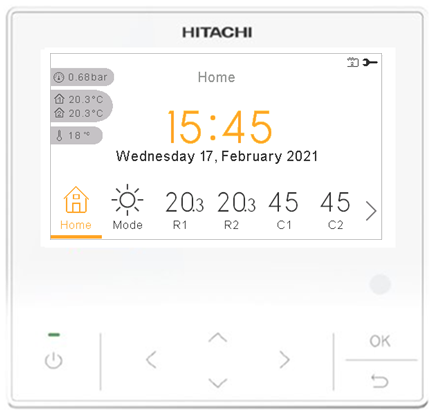 HITACHI
0.68bar
Home
20.3°C
20.3°C
15:45
18
Wednesday 17, February 2021
20.3 20.3 45 45
Home Mode R1 R2 C1 C2
OK